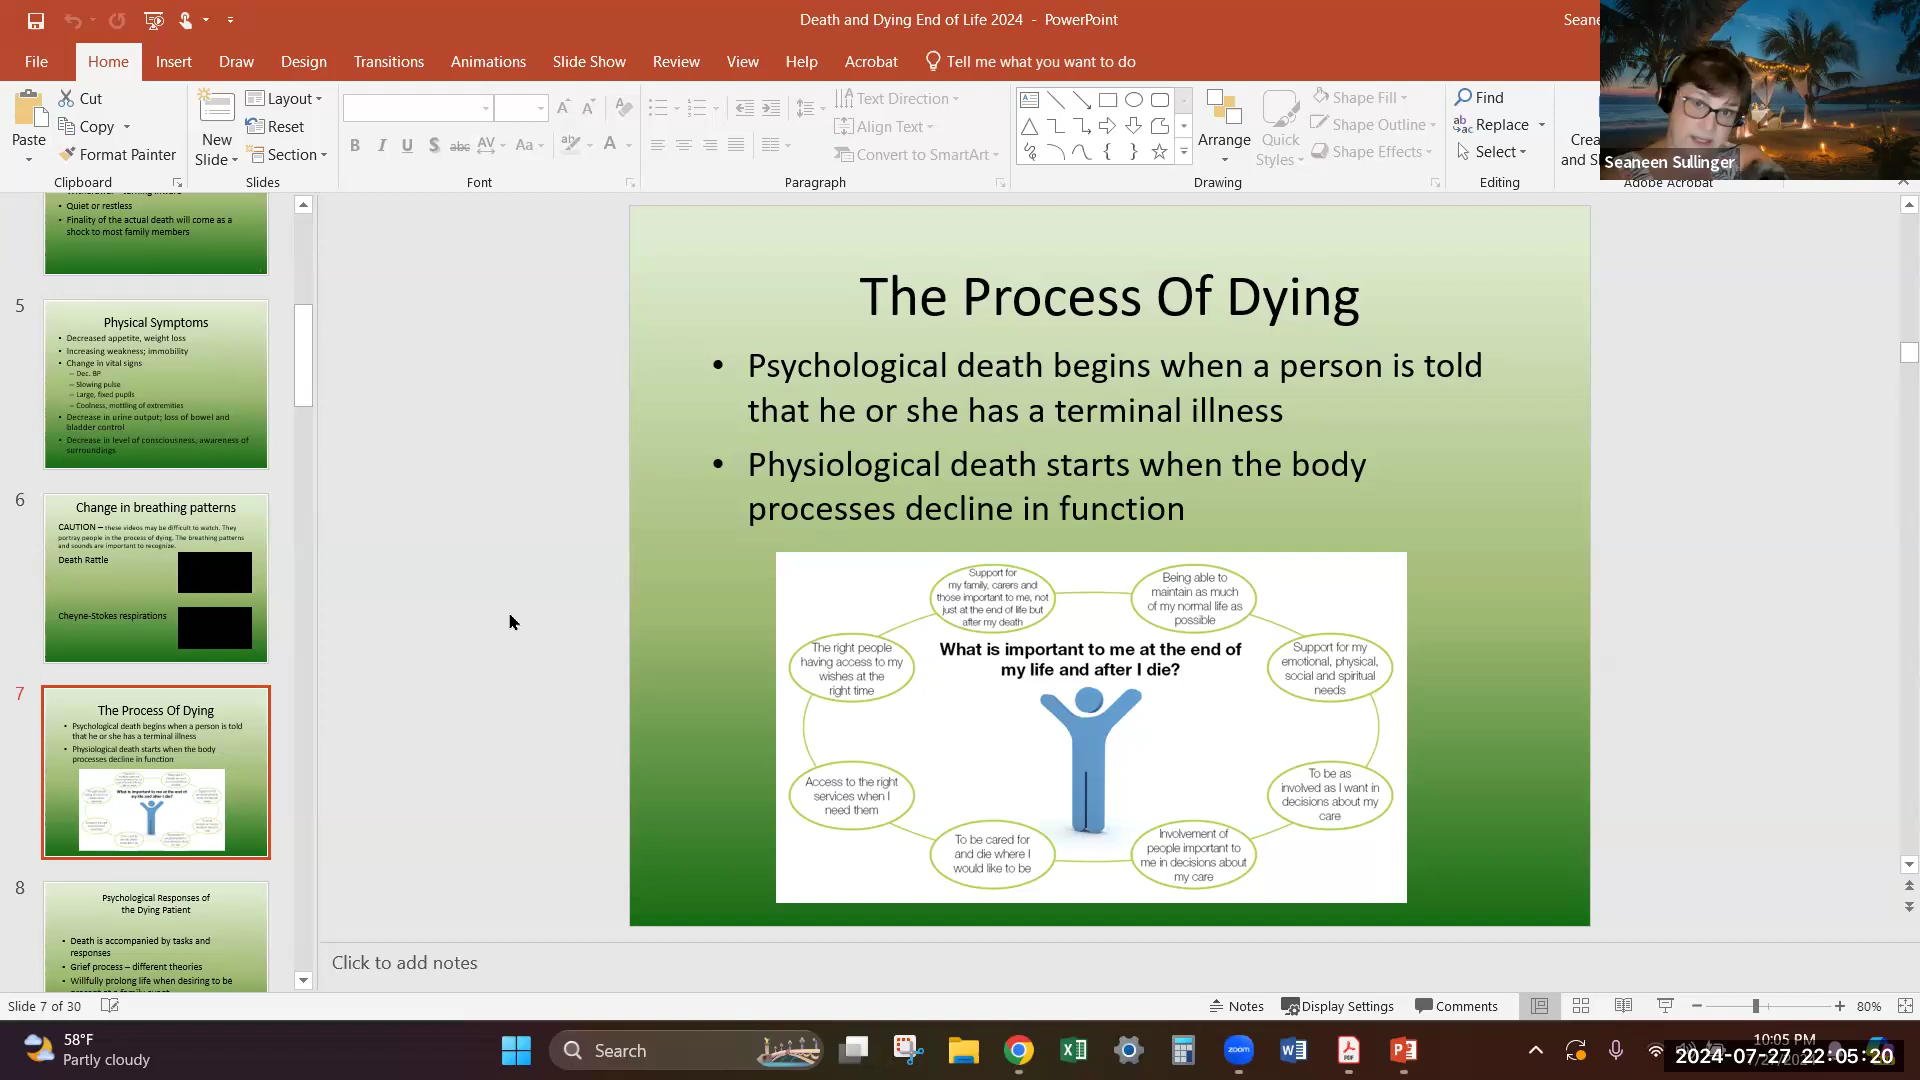 Death and Dying End of Life 2024 - PowerPoint
Seane
File
Home
Insert
Draw
Design
Transitions
Animations
Slide Show
Review
View
Help
Acrobat
Tell me what you want to do
Paste
Cut
Copy
Format Painter
Clipboard
New
Slide
Layout
Reset
Section
Slides
Font
Text Direction
Align Text
Convert to SmartArt
Paragraph
Arrange
Quick
Styles
Shape Fill
Shape Outline
Shape Effects
Drawing
Find
Replace
Select
Editing
Crea
and S
Adobe Acrobat
Seaneen Sullinger
Quiet or restless
Finality of the actual death will come as a
shock to most family members
5
Physical Symptoms
Decreased appetite, weight loss
Increasing weakness; immobility
Change in vital signs
– Dec. BP
– Slowing pulse
– Large, fixed pupils
– Coolness, mottling of extremities
Decrease in urine output; loss of bowel and
bladder control
Decrease in level of consciousness, awareness of
surroundings
6
Change in breathing patterns
CAUTION – these videos may be difficult to watch. They
portray people in the process of dying. The breathing patterns
and sounds are important to recognize.
Death Rattle
Cheyne-Stokes respirations
7
The Process Of Dying
Psychological death begins when a person is told
that he or she has a terminal illness
Physiological death starts when the body
processes decline in function
8
Psychological Responses of
the Dying Patient
Death is accompanied by tasks and
responses
Grief process – different theories
Willfully prolong life when desiring to be
The Process Of Dying
• Psychological death begins when a person is told
that he or she has a terminal illness
• Physiological death starts when the body
processes decline in function
Support for
my family, carers and
those important to me, not
just at the end of life but
after my death
Being able to
maintain as much
of my normal life as
possible
The right people
having access to my
wishes at the
right time
What is important to me at the end of
my life and after I die?
Support for my
emotional, physical,
social and spiritual
needs
Access to the right
services when I
need them
To be as
involved as I want in
decisions about my
care
To be cared for
and die where I
would like to be
Involvement of
people important to
me in decisions about
my care
Click to add notes
Slide 7 of 30
Notes
Display Settings
Comments
80%
58°F
Partly cloudy
Search
10:05 PM
2024-07-27 22:05:20